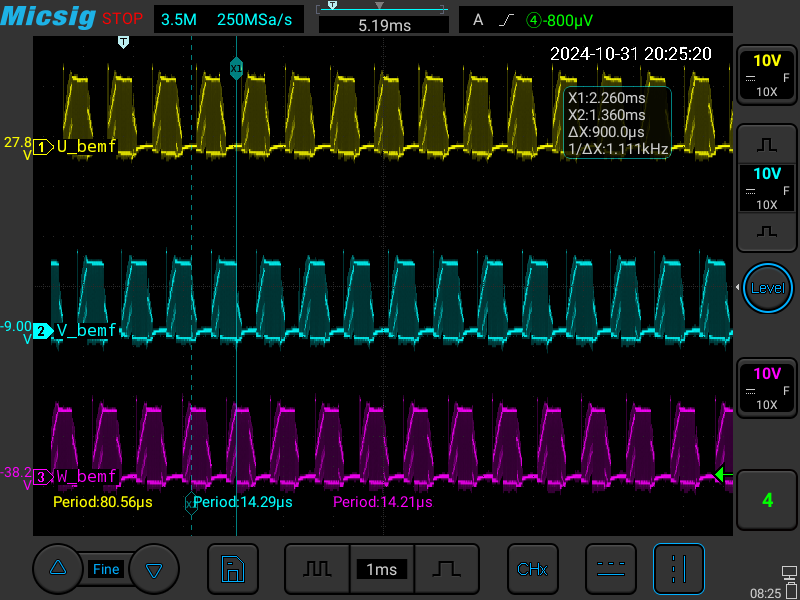 Micsig STOP 3.5M 250MSa/s T 5.19ms A 4 -800μV
T
2024-10-31 20:25:20
X1
X1:2.260ms
X2:1.360ms
ΔX:900.0μs
1/ΔX:1.111kHz
27.8
V
1 U_bemf
-9.00
V
2 V_bemf
-38.2
V
3 W_bemf
Period:80.56μs Period:14.29μs Period:14.21μs
10V
F
10X
10V
F
10X
Level
10V
F
10X
4
Fine 1ms CHx
08:25